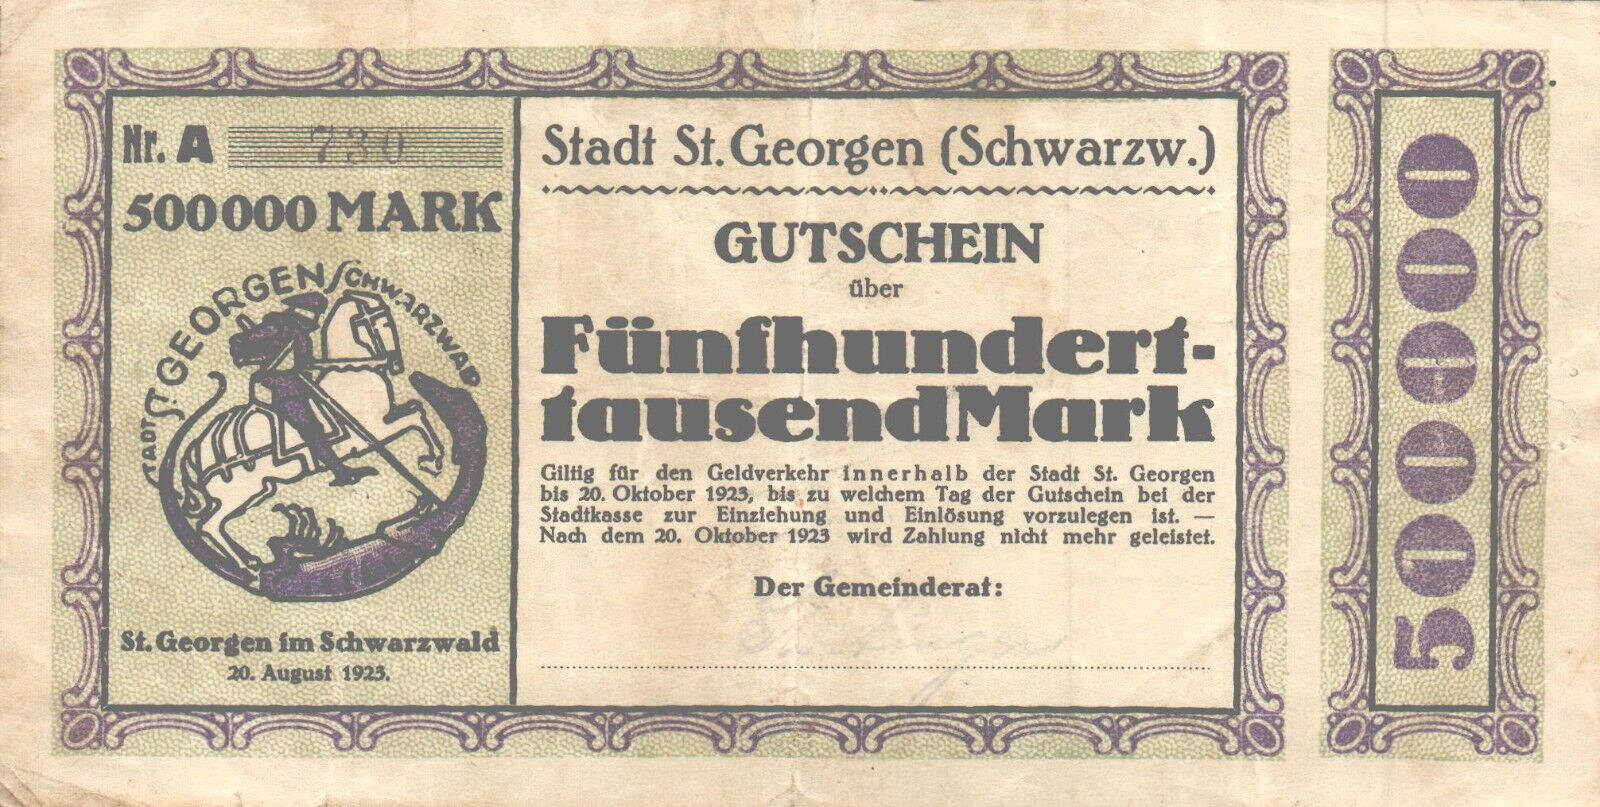 Nr. A 730
500000 MARK
STADT ST. GEORGEN SCHWARZWALD
St. Georgen im Schwarzwald
20. August 1923.
Stadt St. Georgen (Schwarzw.)
GUTSCHEIN
über
Fünfhundert-
tausend Mark
Giltig für den Geldverkehr innerhalb der Stadt St. Georgen
bis 20. Oktober 1923, bis zu welchem Tag der Gutschein bei der
Stadtkasse zur Einziehung und Einlösung vorzulegen ist. —
Nach dem 20. Oktober 1923 wird Zahlung nicht mehr geleistet.
Der Gemeinderat:
500000